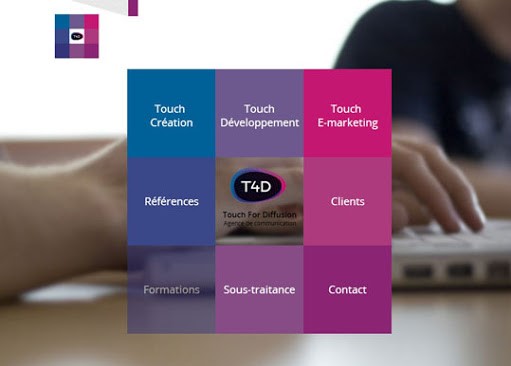 T4D
Touch
Création
Touch
Développement
Touch
E-marketing
Références
T4D
Touch For Diffusion
Agence de communication
Clients
Formations
Sous-traitance
Contact